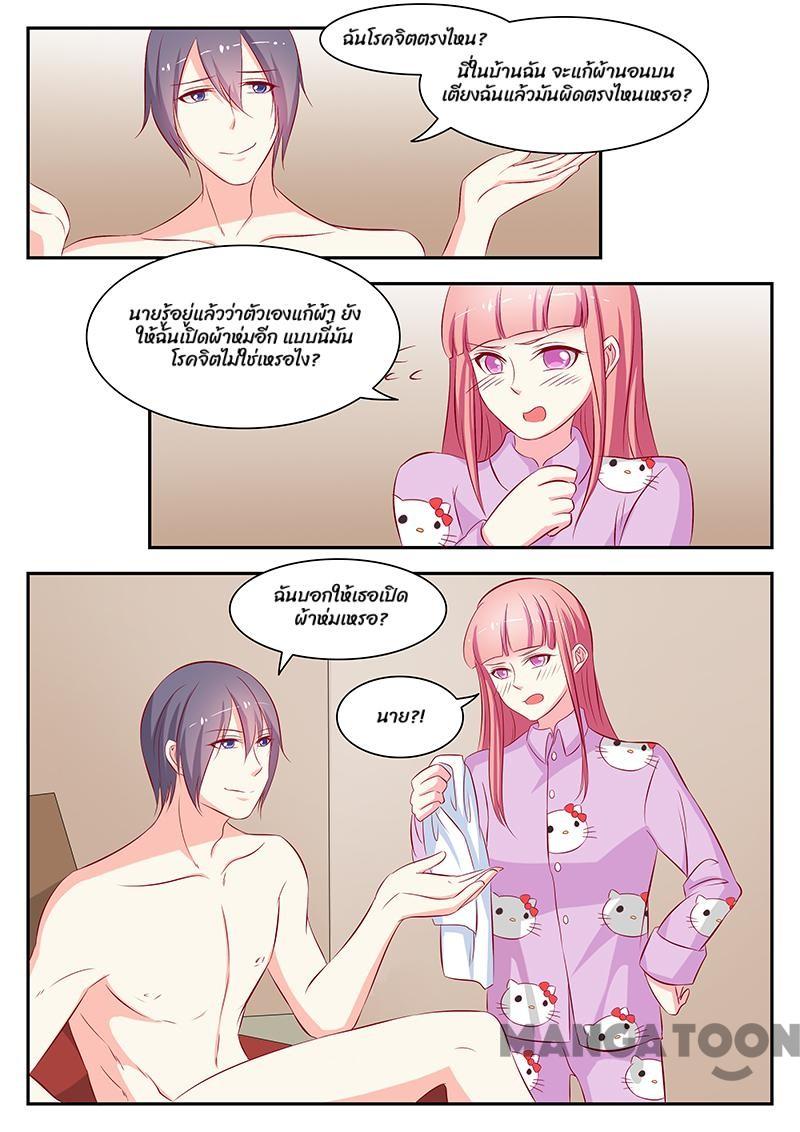 ฉันโรคจิตตรงไหน?
นี่ในบ้านฉัน จะแก้ผ้านอนบน
เตียงฉันแล้วมันผิดตรงไหนเหรอ?
นายรู้อยู่แล้วว่าตัวเองแก้ผ้า ยัง
ให้ฉันเปิดผ้าห่มอีก แบบนี้มัน
โรคจิตไม่ใช่เหรอไง?
ฉันบอกให้เธอเปิด
ผ้าห่มเหรอ?
นาย?!
MANGATOON